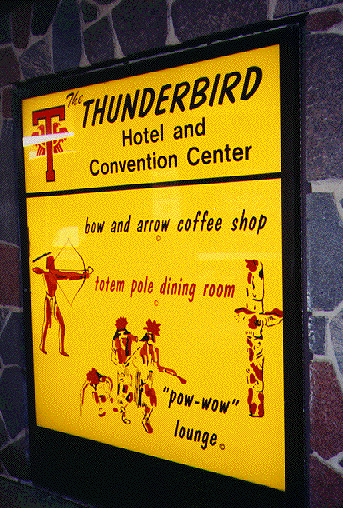 The THUNDERBIRD
T
Hotel and
Convention Center
bow and arrow coffee shop
totem pole dining room
"pow-wow"
lounge